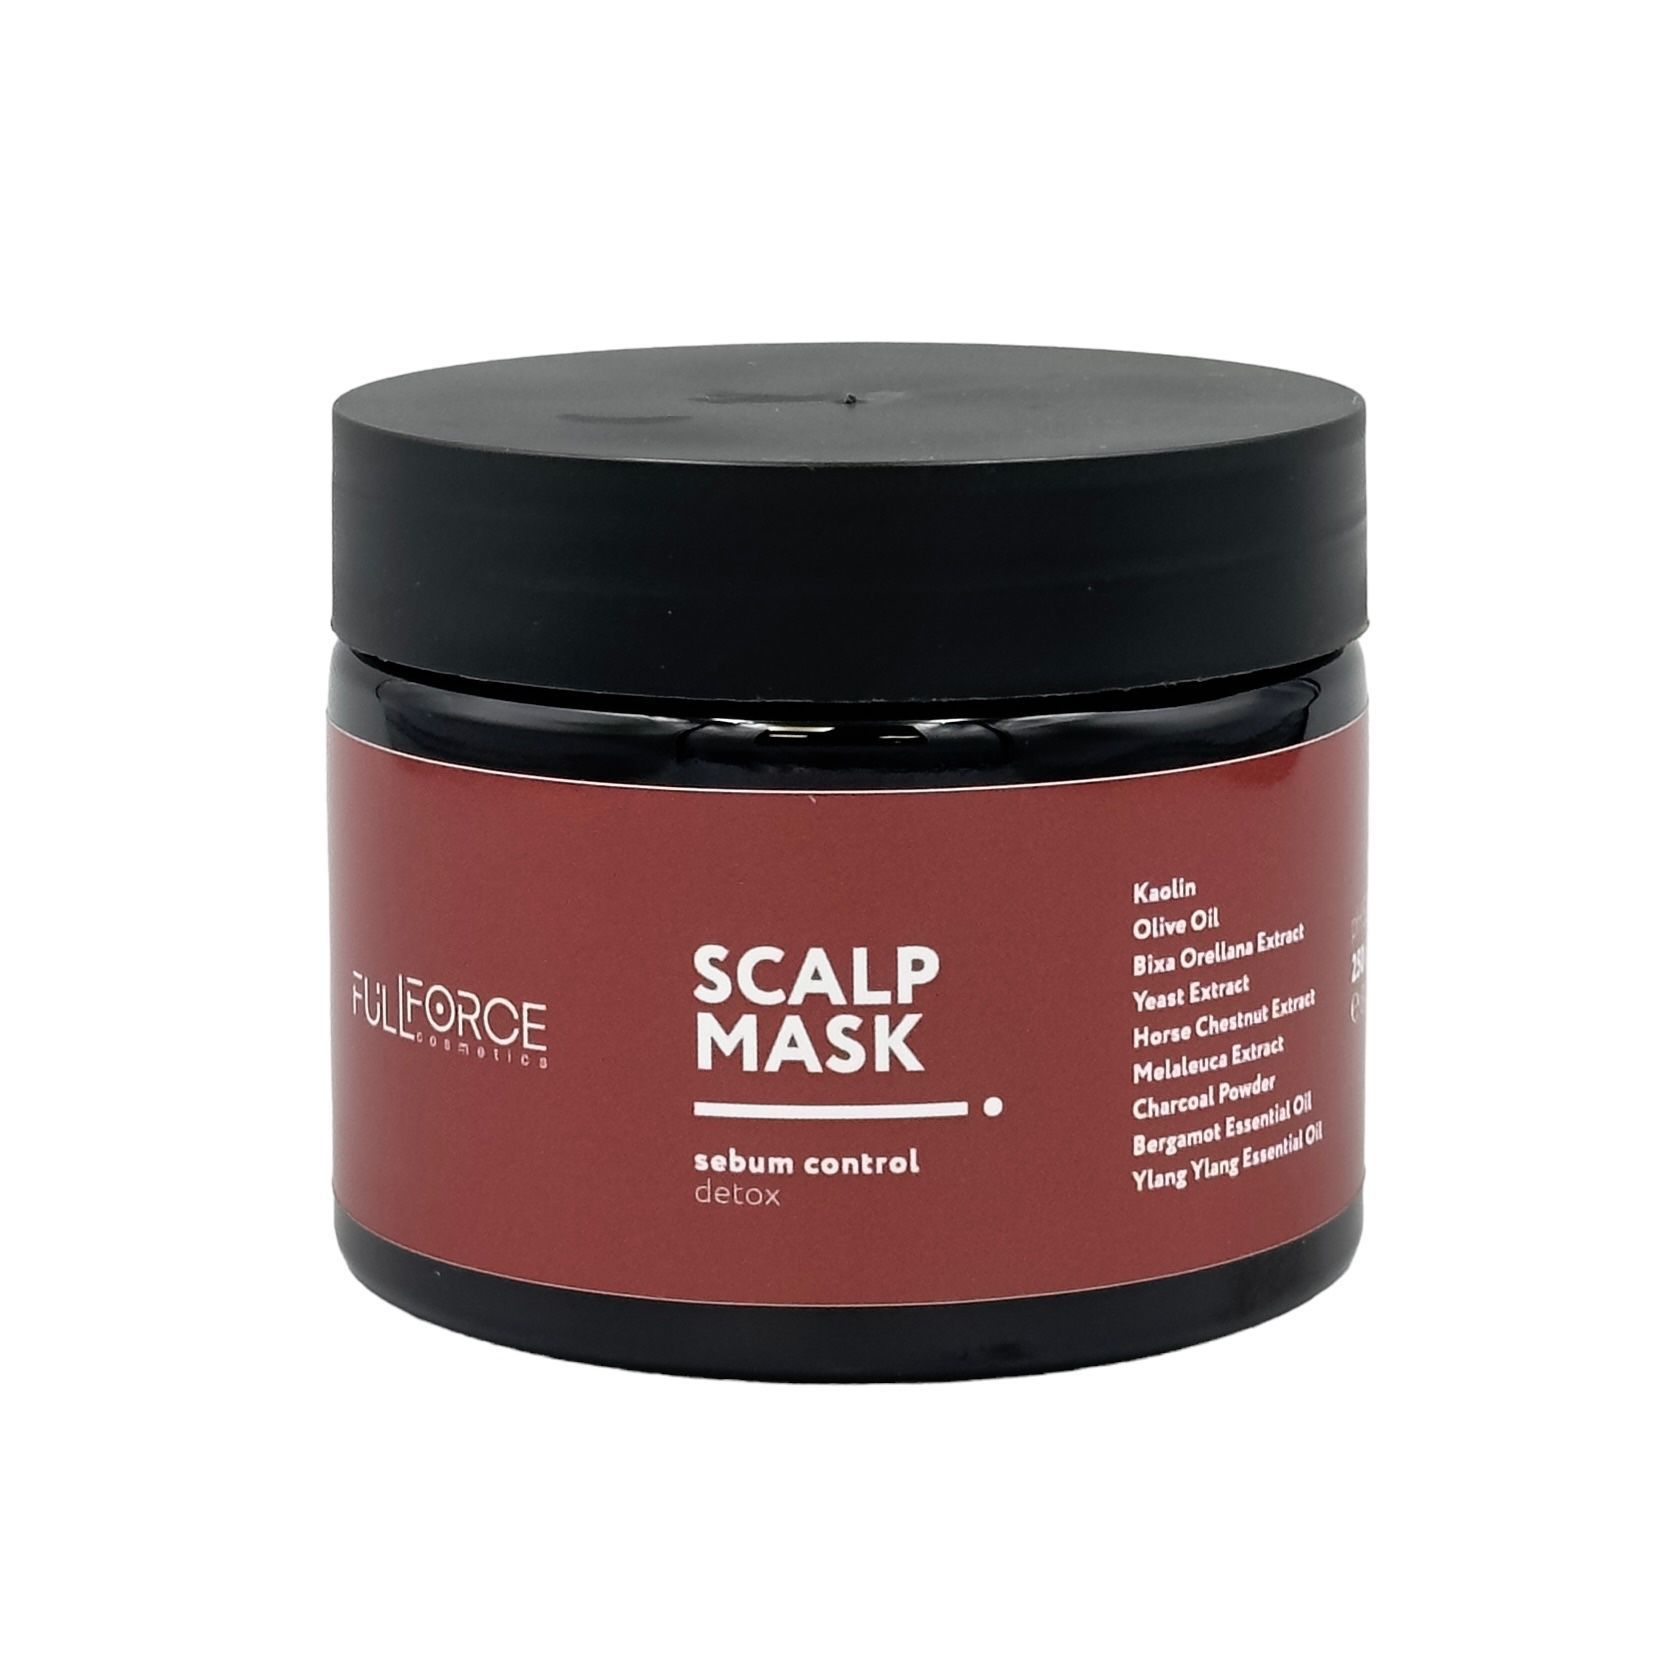 FULLFORCE
cosmetics
SCALP
MASK
sebum control
detox
Kaolin
Olive Oil
Bixa Orellana Extract
Yeast Extract
Horse Chestnut Extract
Melaleuca Extract
Charcoal Powder
Bergamot Essential Oil
Ylang Ylang Essential Oil
250
e